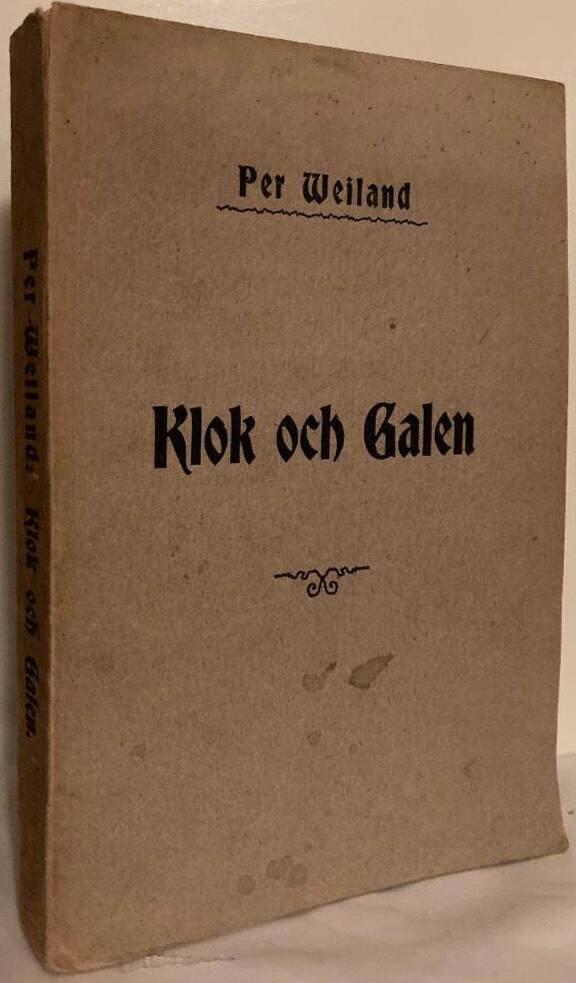 Per Weiland
Klok och Galen
Per Weiland: Klok och Galen.